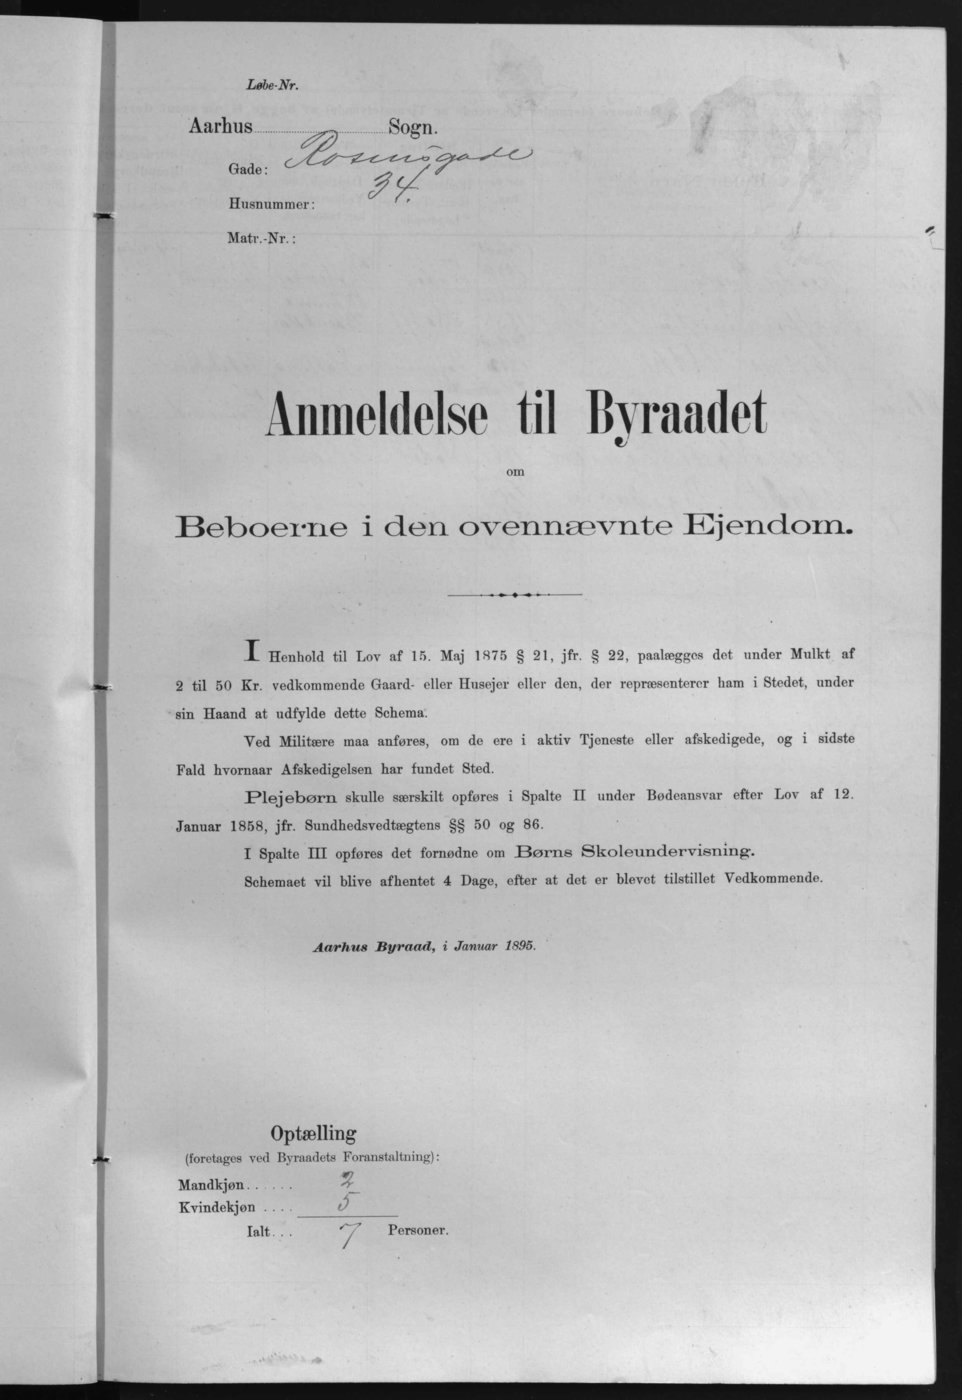 Løbe-Nr.
Aarhus Sogn.
Gade: Rosensgade
Husnummer: 34.
Matr.-Nr.:
Anmeldelse til Byraadet
om
Beboerne i den ovennævnte Ejendom.
I Henhold til Lov af 15. Maj 1875 § 21, jfr. § 22, paalægges det under Mulkt af
2 til 50 Kr. vedkommende Gaard- eller Husejer eller den, der repræsenterer ham i Stedet, under
sin Haand at udfylde dette Schema.
Ved Militære maa anføres, om de ere i aktiv Tjeneste eller afskedigede, og i sidste
Fald hvornaar Afskedigelsen har fundet Sted.
Plejebørn skulle særskilt opføres i Spalte II under Bødeansvar efter Lov af 12.
Januar 1858, jfr. Sundhedsvedtægtens §§ 50 og 86.
I Spalte III opføres det fornødne om Børns Skoleundervisning.
Schemaet vil blive afhentet 4 Dage, efter at det er blevet tilstillet Vedkommende.
Aarhus Byraad, i Januar 1895.
Optælling
(foretages ved Byraadets Foranstaltning):
Mandkjøn...... 2
Kvindekjøn .... 5
Ialt... 7 Personer.